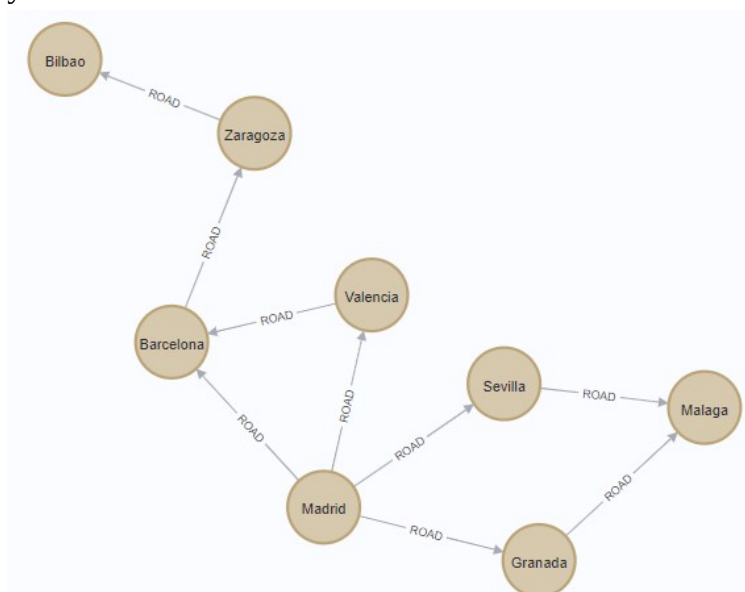 Bilbao
ROAD
Zaragoza
ROAD
Valencia
ROAD
Barcelona
ROAD
ROAD
Sevilla
ROAD
Malaga
ROAD
ROAD
Madrid
ROAD
Granada